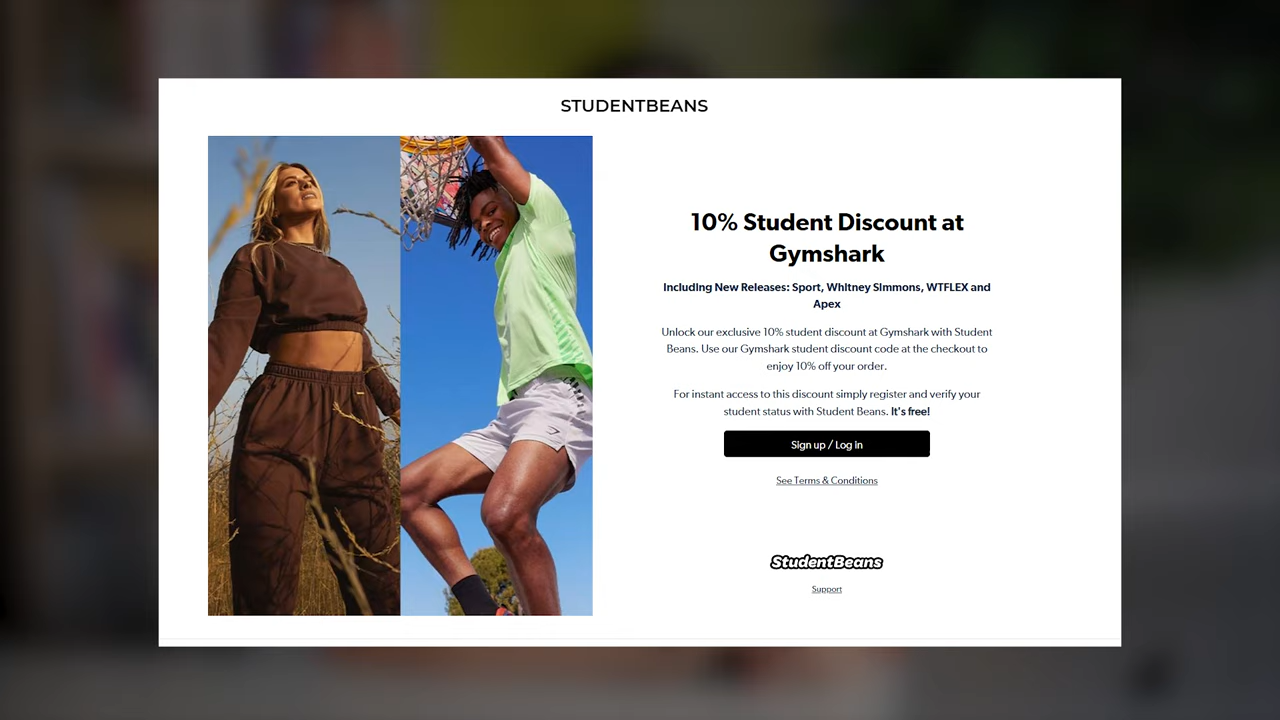 STUDENTBEANS
10% Student Discount at
Gymshark
Including New Releases: Sport, Whitney Simmons, WTFLEX and
Apex
Unlock our exclusive 10% student discount at Gymshark with Student
Beans. Use our Gymshark student discount code at the checkout to
enjoy 10% off your order.
For instant access to this discount simply register and verify your
student status with Student Beans. It's free!
Sign up / Log in
See Terms & Conditions
StudentBeans
Support